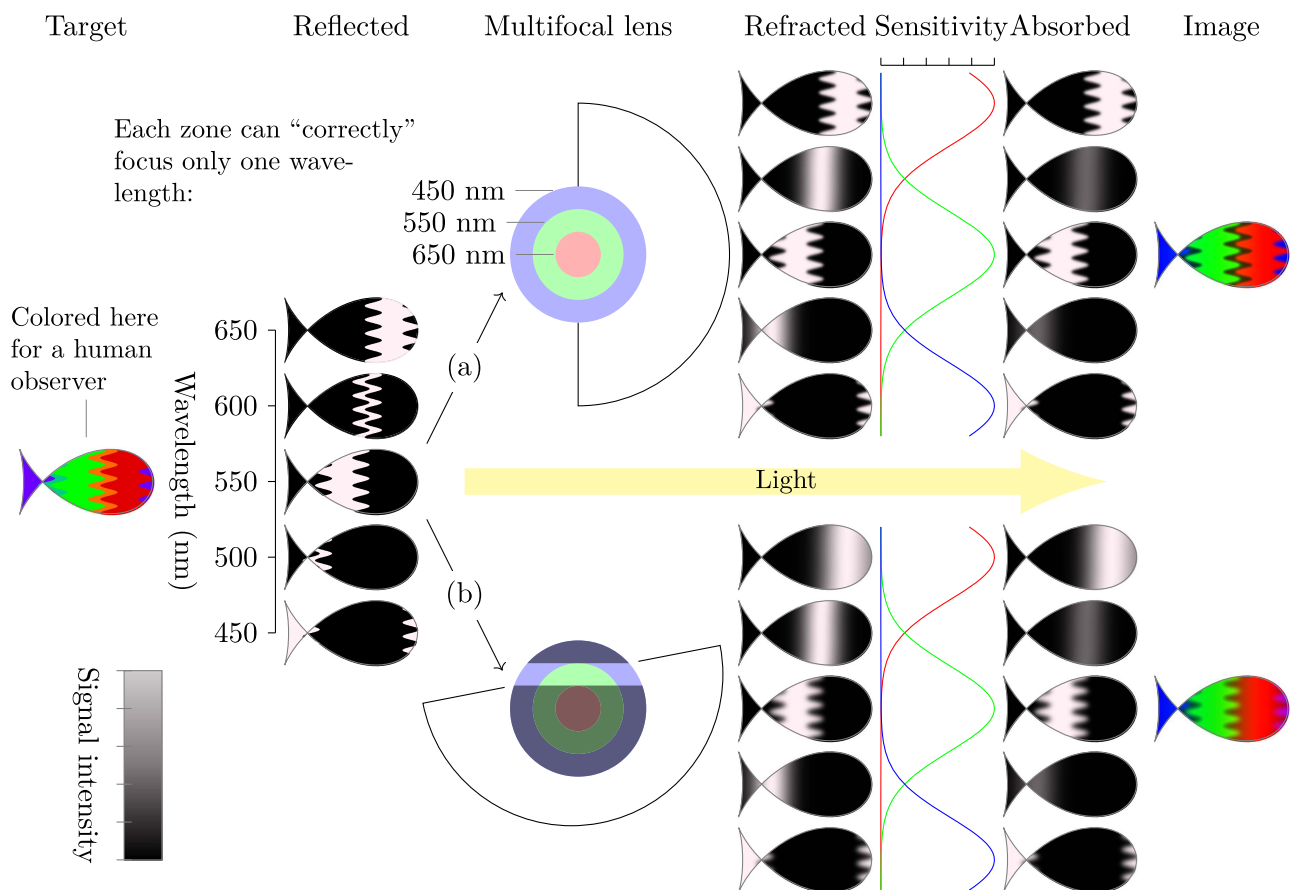 Target
Reflected
Multifocal lens
Refracted
Sensitivity
Absorbed
Image
Each zone can “correctly”
focus only one wave-
length:
450 nm
550 nm
650 nm
Colored here
for a human
observer
650
600
550
500
450
Wavelength (nm)
(a)
Light
(b)
Signal intensity